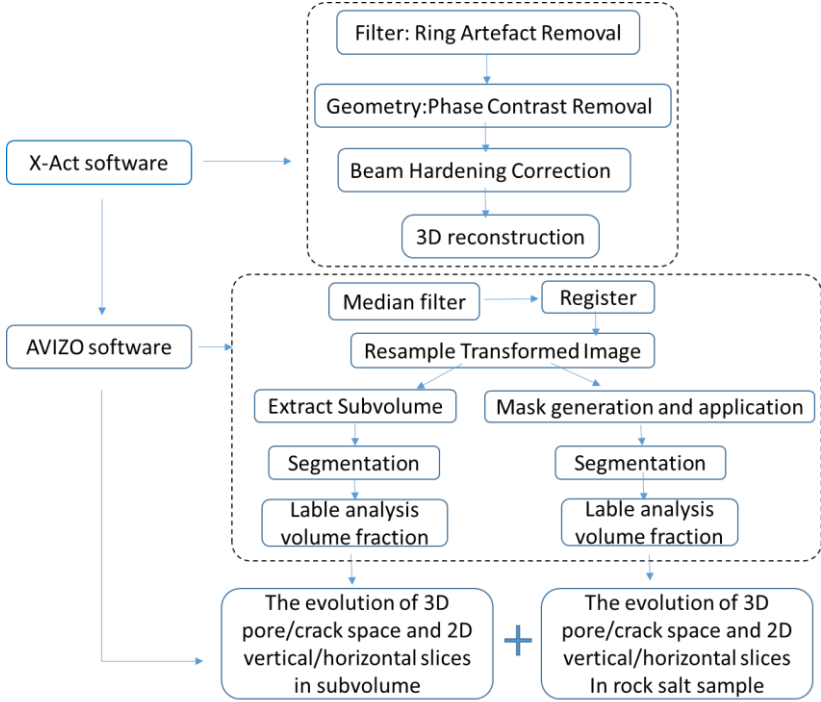 Filter: Ring Artefact Removal
Geometry:Phase Contrast Removal
X-Act software
Beam Hardening Correction
3D reconstruction
Median filter
Register
AVIZO software
Resample Transformed Image
Extract Subvolume
Mask generation and application
Segmentation
Segmentation
Lable analysis
volume fraction
Lable analysis
volume fraction
The evolution of 3D
pore/crack space and 2D
vertical/horizontal slices
in subvolume
+
The evolution of 3D
pore/crack space and 2D
vertical/horizontal slices
In rock salt sample